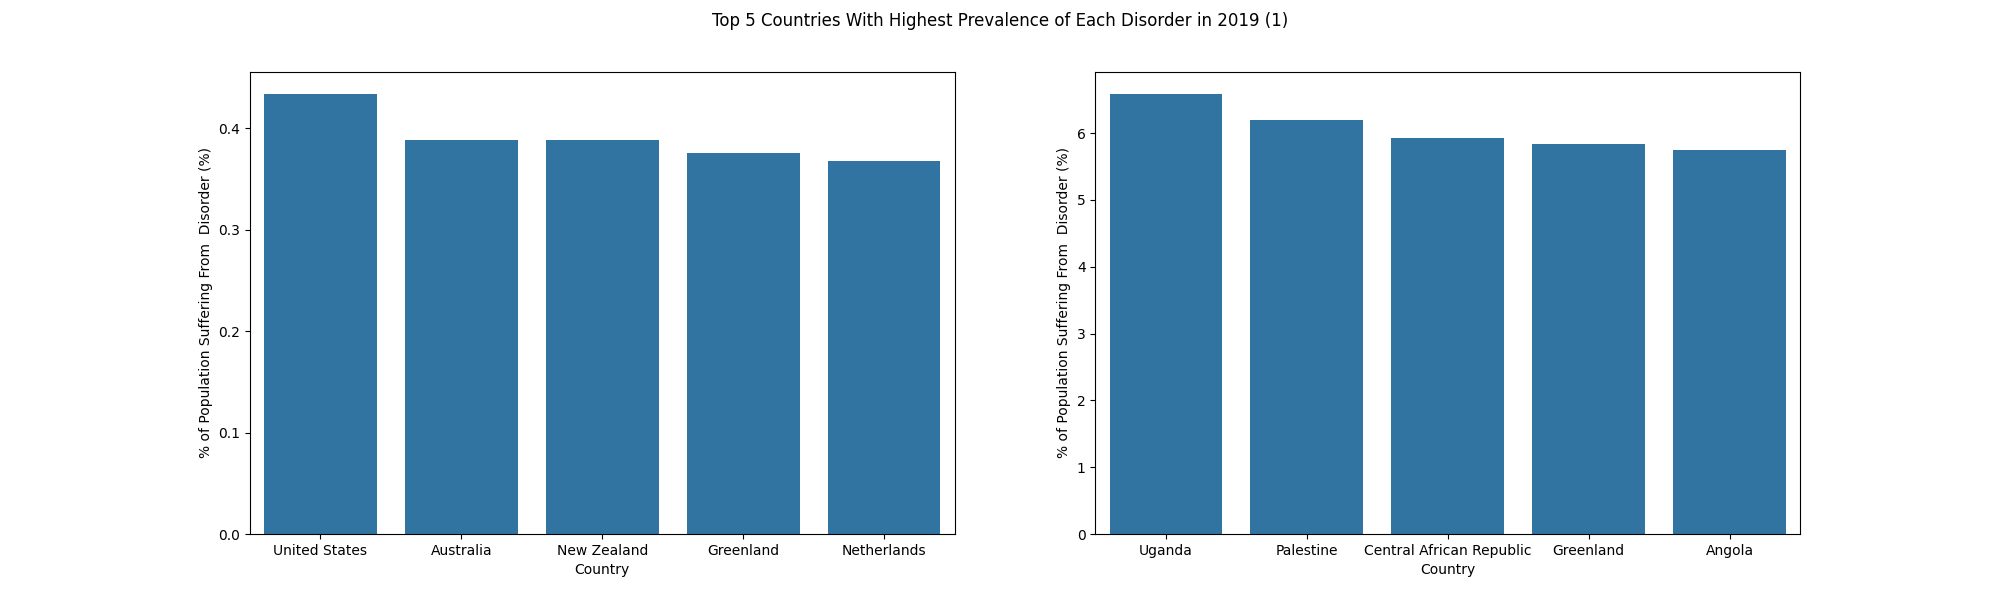 Top 5 Countries With Highest Prevalence of Each Disorder in 2019 (1)
% of Population Suffering From  Disorder (%)
0.4
0.3
0.2
0.1
0.0
United States
Australia
New Zealand
Greenland
Netherlands
Country
% of Population Suffering From  Disorder (%)
6
5
4
3
2
1
0
Uganda
Palestine
Central African Republic
Greenland
Angola
Country